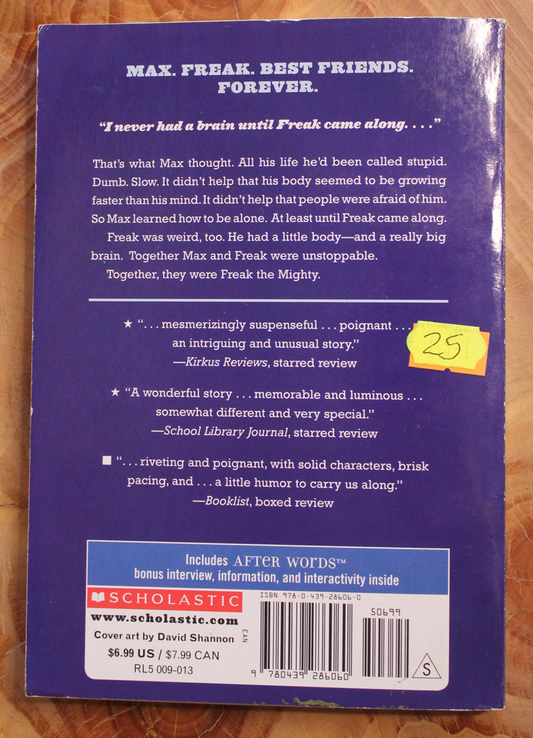 MAX. FREAK. BEST FRIENDS.
FOREVER.
“I never had a brain until Freak came along. . . .”
That’s what Max thought. All his life he’d been called stupid.
Dumb. Slow. It didn’t help that his body seemed to be growing
faster than his mind. It didn’t help that people were afraid of him.
So Max learned how to be alone. At least until Freak came along.
Freak was weird, too. He had a little body—and a really big
brain. Together Max and Freak were unstoppable.
Together, they were Freak the Mighty.
★ “. . . mesmerizingly suspenseful . . . poignant . . .
an intriguing and unusual story.”
—Kirkus Reviews, starred review
25
★ “A wonderful story . . . memorable and luminous . . .
somewhat different and very special.”
—School Library Journal, starred review
■ “. . . riveting and poignant, with solid characters, brisk
pacing, and . . . a little humor to carry us along.”
—Booklist, boxed review
Includes AFTER WORDS™
bonus interview, information, and interactivity inside
SCHOLASTIC
www.scholastic.com
Cover art by David Shannon
$6.99 US / $7.99 CAN
RL5 009-013
EAN
ISBN 978-0-439-28606-0
50699
9 780439 286060
S